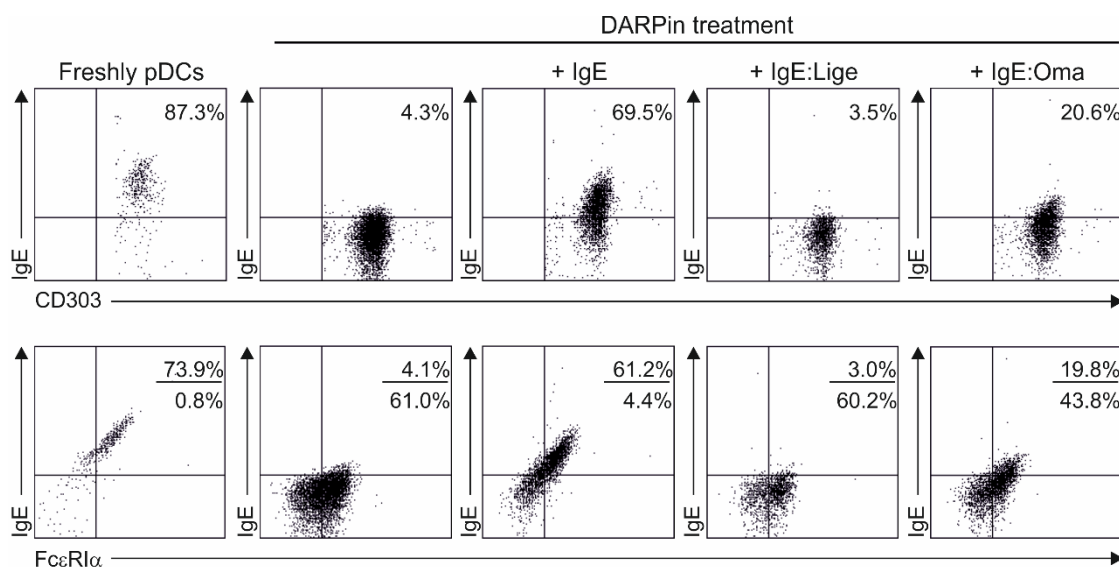 DARPin treatment
Freshly pDCs
+ IgE
+ IgE:Lige
+ IgE:Oma
IgE
87.3%
IgE
4.3%
IgE
69.5%
IgE
3.5%
IgE
20.6%
CD303
IgE
73.9%
0.8%
IgE
4.1%
61.0%
IgE
61.2%
4.4%
IgE
3.0%
60.2%
IgE
19.8%
43.8%
FcεRIα